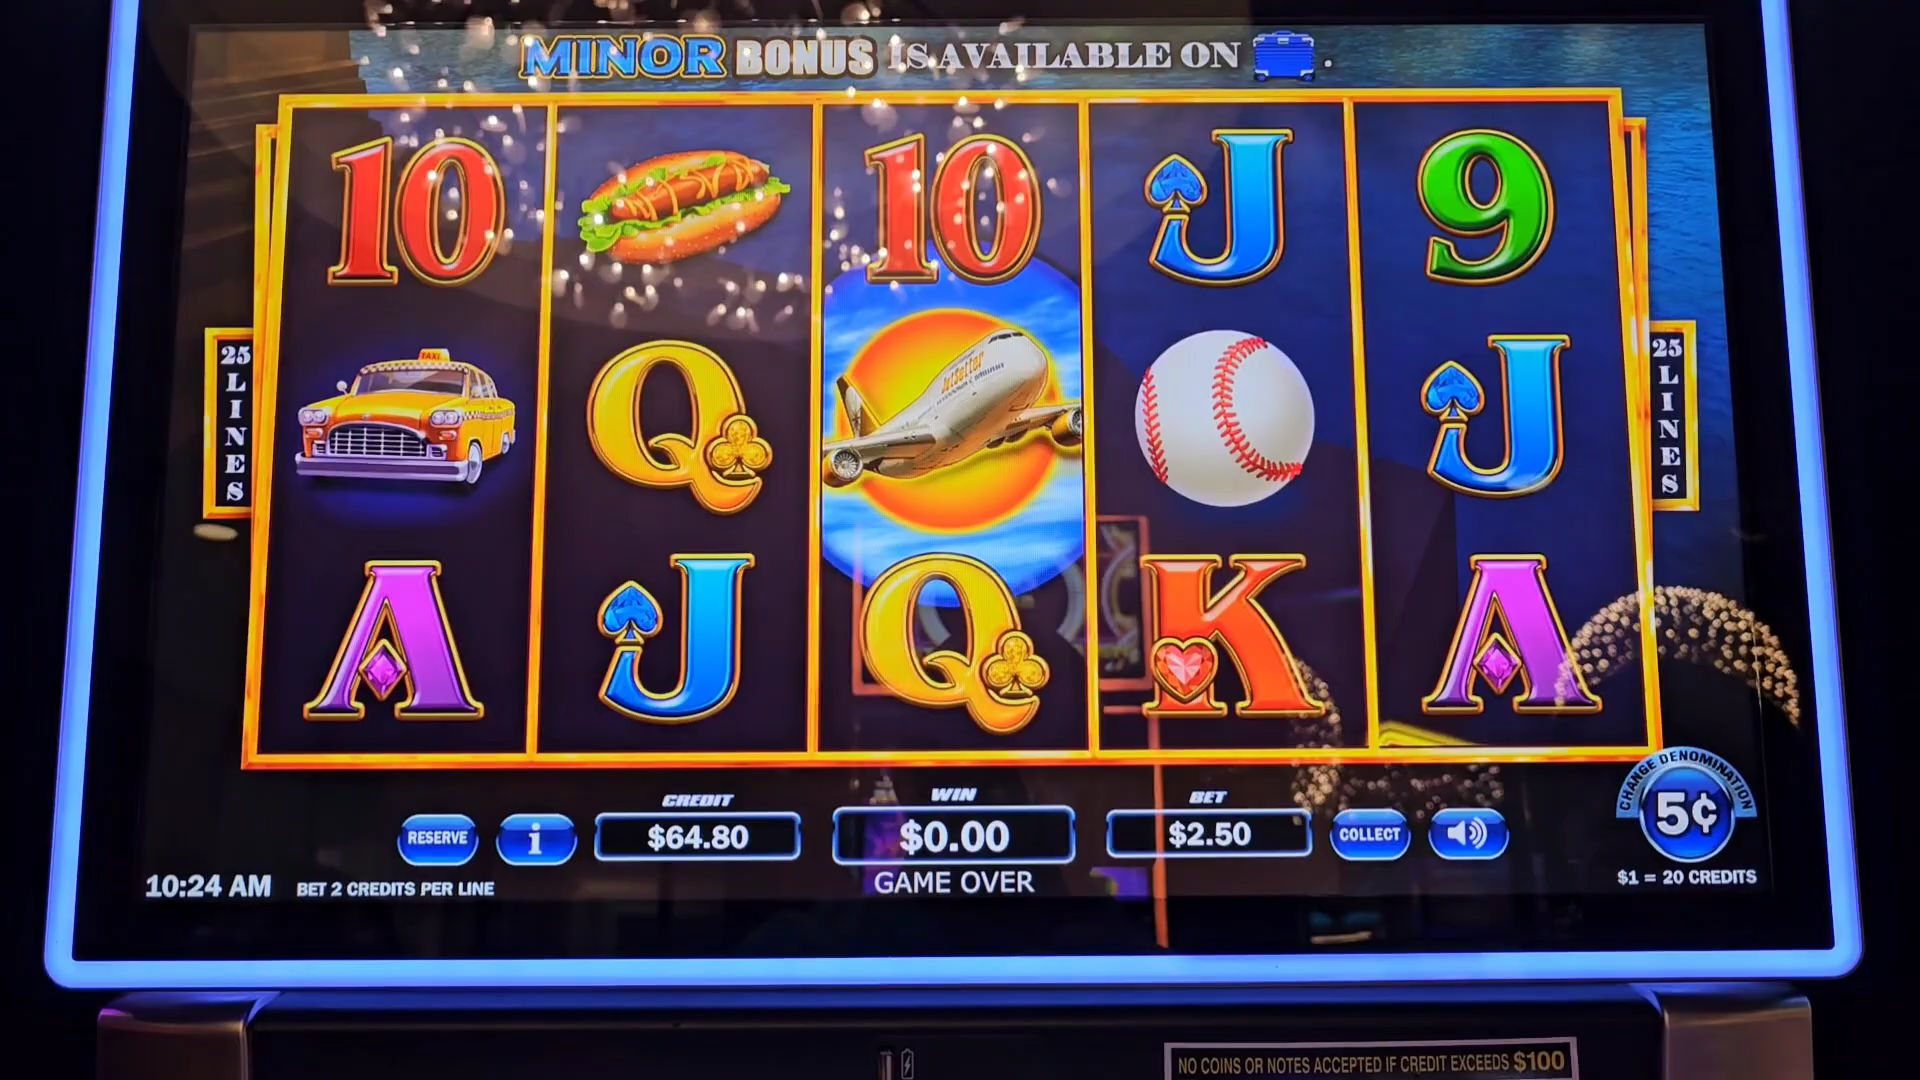 MINOR BONUS IS AVAILABLE ON .
10 10 J 9
25 LINES
TAXI
Q
JetSetter
J
25 LINES
A J Q K A
CHANGE DENOMINATION
5¢
$1 = 20 CREDITS
CREDIT WIN BET
RESERVE i $64.80 $0.00 $2.50 COLLECT
10:24 AM BET 2 CREDITS PER LINE GAME OVER
NO COINS OR NOTES ACCEPTED IF CREDIT EXCEEDS $100